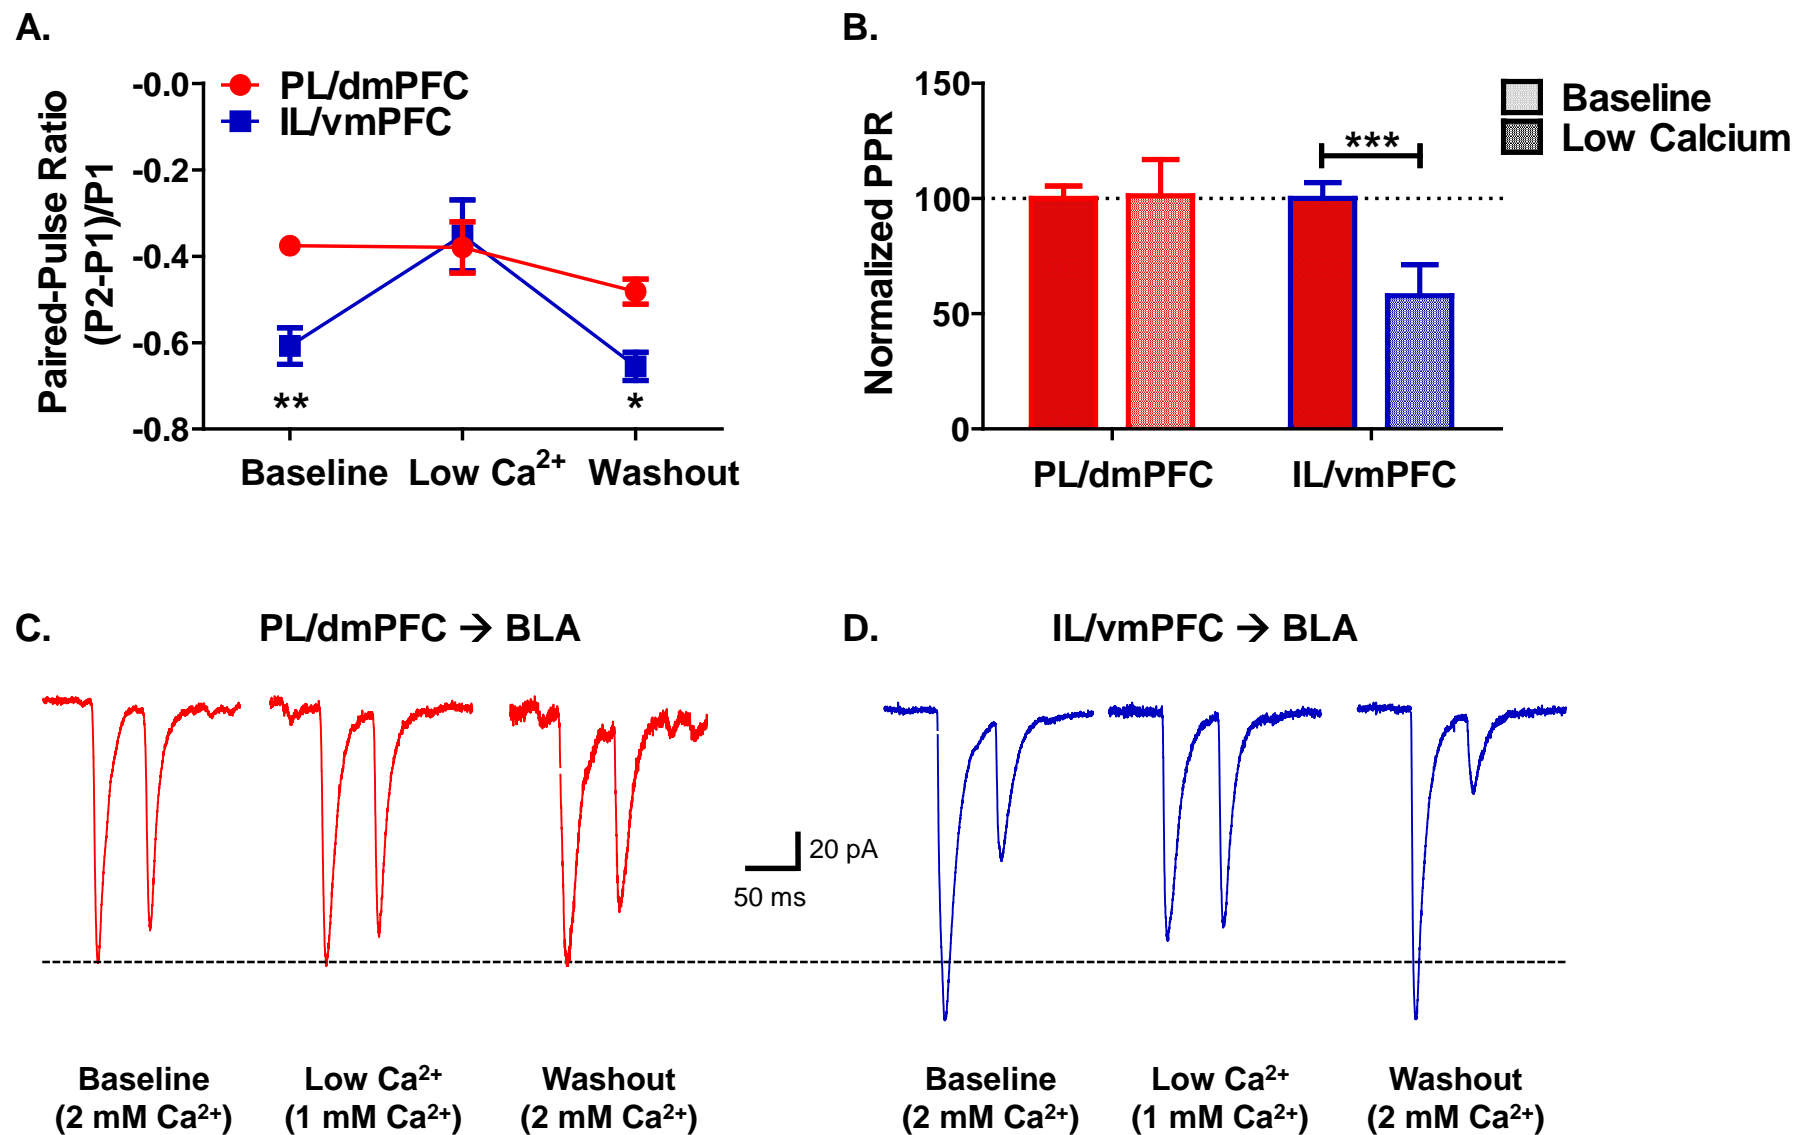 A.
-0.0
-0.2
-0.4
-0.6
-0.8
Paired-Pulse Ratio
(P2-P1)/P1
PL/dmPFC
IL/vmPFC
**
*
Baseline Low Ca2+ Washout
B.
150
100
50
0
Normalized PPR
***
Baseline
Low Calcium
PL/dmPFC IL/vmPFC
C.
PL/dmPFC → BLA
20 pA
50 ms
Baseline
(2 mM Ca2+)
Low Ca2+
(1 mM Ca2+)
Washout
(2 mM Ca2+)
D.
IL/vmPFC → BLA
Baseline
(2 mM Ca2+)
Low Ca2+
(1 mM Ca2+)
Washout
(2 mM Ca2+)